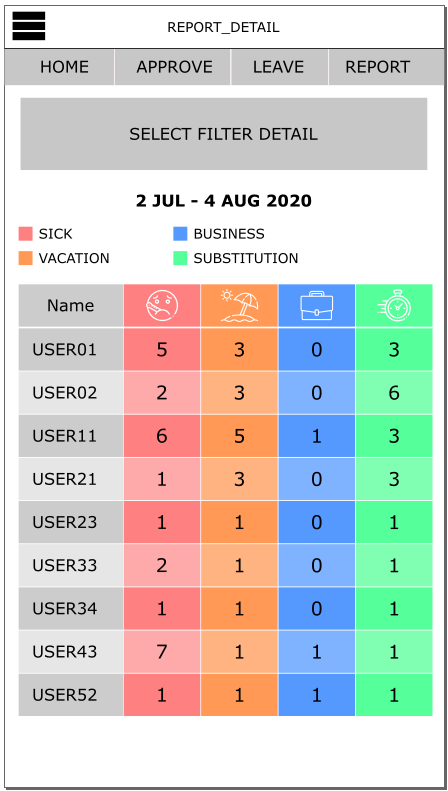 REPORT_DETAIL
HOME APPROVE LEAVE REPORT
SELECT FILTER DETAIL
2 JUL - 4 AUG 2020
SICK BUSINESS
VACATION SUBSTITUTION
Name
USER01 5 3 0 3
USER02 2 3 0 6
USER11 6 5 1 3
USER21 1 3 0 3
USER23 1 1 0 1
USER33 2 1 0 1
USER34 1 1 0 1
USER43 7 1 1 1
USER52 1 1 1 1